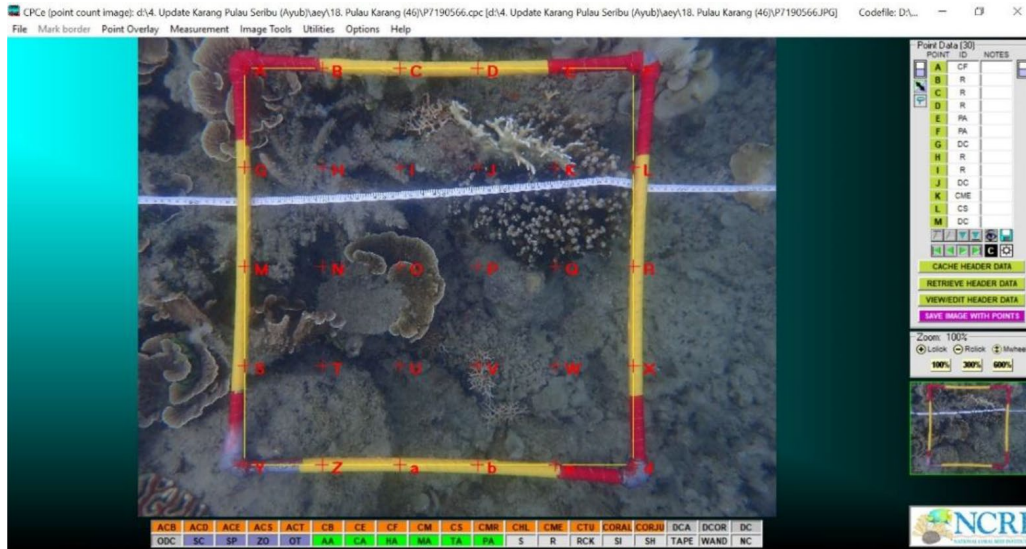 CPCe (point count image): d:\4. Update Karang Pulau Seribu (Ayub)\aey\18. Pulau Karang (46)\P7190566.cpc [d:\4. Update Karang Pulau Seribu (Ayub)\aey\18. Pulau Karang (46)\P7190566.JPG] Codefile: D:\...
File Mark border Point Overlay Measurement Image Tools Utilities Options Help
Point Data (30)
POINT ID NOTES
A CF
B R
C R
D R
E PA
F PA
G DC
H R
I R
J DC
K CME
L CS
M DC
C
CACHE HEADER DATA
RETRIEVE HEADER DATA
VIEW/EDIT HEADER DATA
SAVE IMAGE WITH POINTS
Zoom: 100%
Lclick Rclick Mwhee
100% 300% 600%
A B C D E F
G H I J K L
M N O P Q R
S T U V W X
Y Z a b
ACB ACD ACE ACS ACT CB CE CF CM CS CMR CHL CME CTU CORAL CORJU DCA DCOR DC
ODC SC SP ZO OT AA CA HA MA TA PA S R RCK SI SH TAPE WAND NC
NCRI